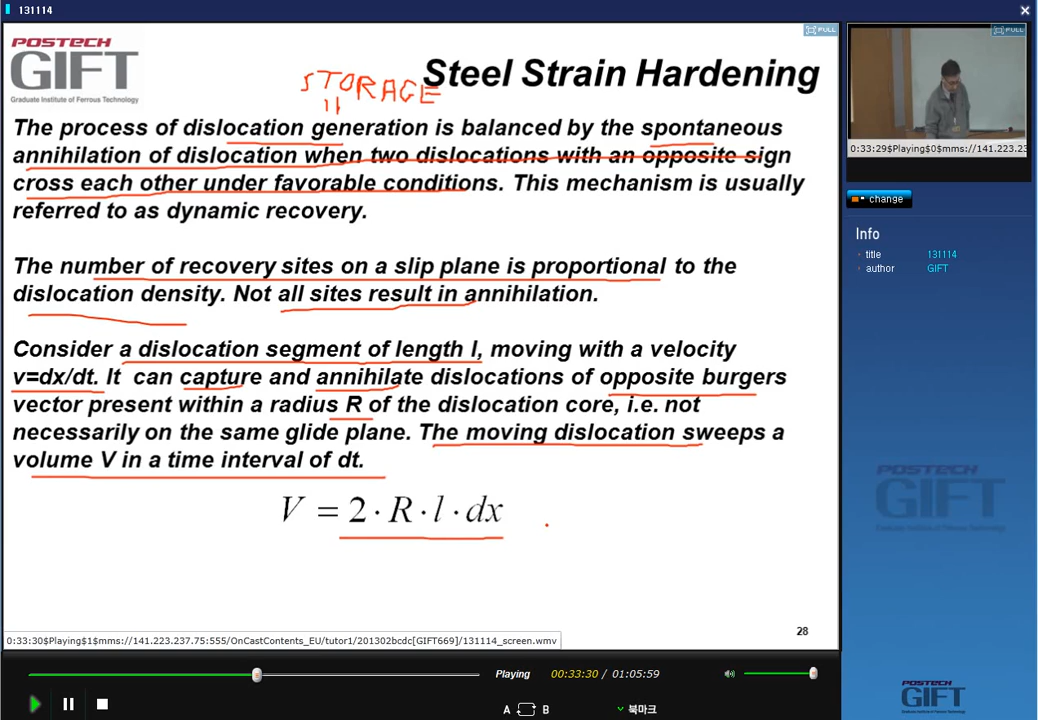 131114
POSTECH
GIFT
Graduate Institute of Ferrous Technology
Steel Strain Hardening
STORAGE
The process of dislocation generation is balanced by the spontaneous
annihilation of dislocation when two dislocations with an opposite sign
cross each other under favorable conditions. This mechanism is usually
referred to as dynamic recovery.
The number of recovery sites on a slip plane is proportional to the
dislocation density. Not all sites result in annihilation.
Consider a dislocation segment of length l, moving with a velocity
v=dx/dt. It can capture and annihilate dislocations of opposite burgers
vector present within a radius R of the dislocation core, i.e. not
necessarily on the same glide plane. The moving dislocation sweeps a
volume V in a time interval of dt.
V = 2 · R · l · dx
28
0:33:30$Playing$1$mms://141.223.237.75:555/OnCastContents_EU/tutor1/201302bcdc[GIFT669]/131114_screen.wmv
Playing 00:33:30 / 01:05:59
A B 북마크
FULL
FULL
0:33:29$Playing$0$mms://141.223.23
change
Info
title 131114
author GIFT
POSTECH
GIFT
POSTECH
GIFT